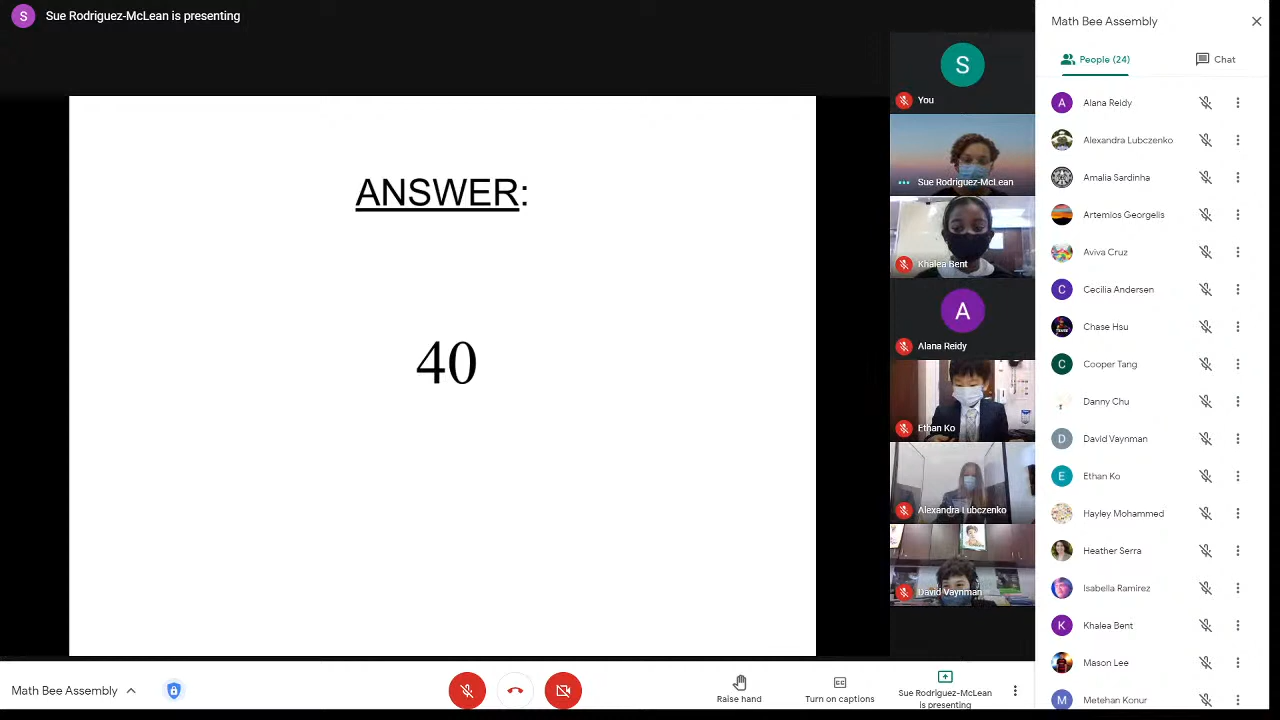 S Sue Rodriguez-McLean is presenting
ANSWER:
40
S
You
Sue Rodriguez-McLean
Khalea Bent
A
Alana Reidy
Ethan Ko
Alexandra Lubczenko
David Vaynman
Math Bee Assembly
People (24) Chat
A Alana Reidy
Alexandra Lubczenko
Amalia Sardinha
Artemios Georgelis
Aviva Cruz
C Cecilia Andersen
Chase Hsu
C Cooper Tang
Danny Chu
D David Vaynman
E Ethan Ko
Hayley Mohammed
Heather Serra
Isabella Ramirez
K Khalea Bent
Mason Lee
M Metehan Konur
Math Bee Assembly
Raise hand
Turn on captions
Sue Rodriguez-McLean
is presenting